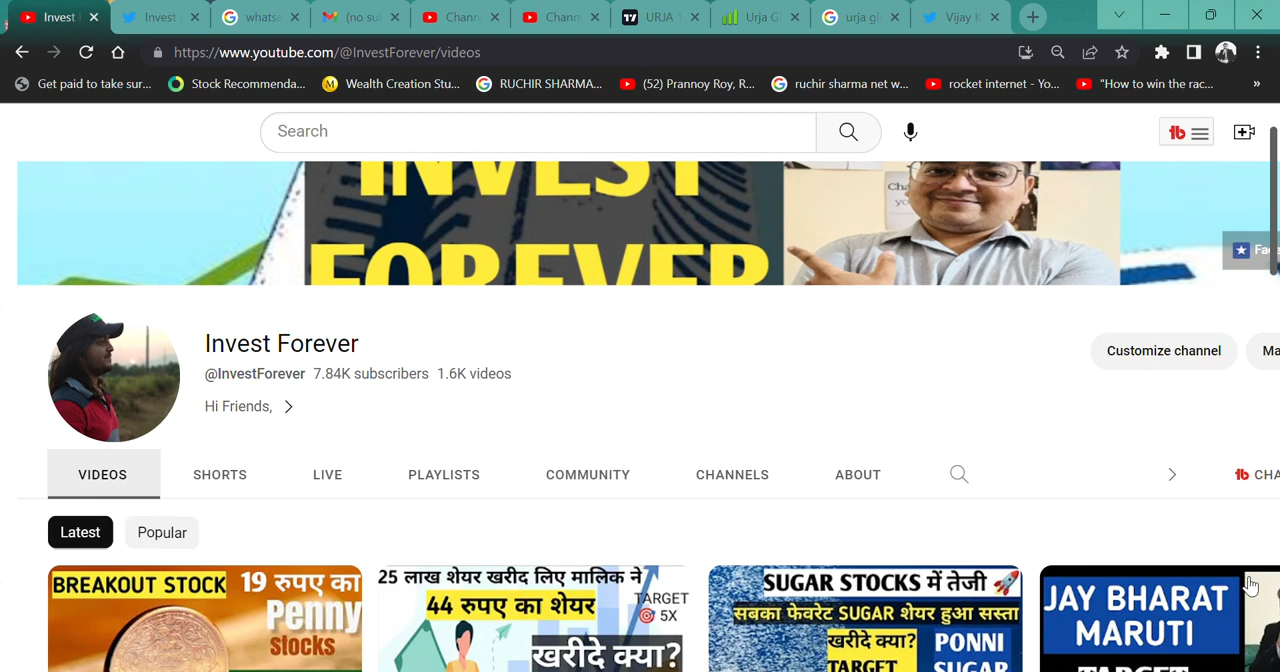 Invest
Invest
whatsa
(no sul
Chann
Chann
URJA
Urja G
urja gl
Vijay K
https://www.youtube.com/@InvestForever/videos
Get paid to take sur...
Stock Recommenda...
Wealth Creation Stu...
RUCHIR SHARMA...
(52) Prannoy Roy, R...
ruchir sharma net w...
rocket internet - Yo...
"How to win the rac...
Search
INVEST
FOREVER
Invest Forever
@InvestForever 7.84K subscribers 1.6K videos
Hi Friends,
Customize channel
Ma
VIDEOS
SHORTS
LIVE
PLAYLISTS
COMMUNITY
CHANNELS
ABOUT
CHA
Latest
Popular
BREAKOUT STOCK
19 रुपए का
Penny
Stocks
25 लाख शेयर खरीद लिए मालिक ने
44 रुपए का शेयर
TARGET
5X
खरीदे क्या?
SUGAR STOCKS में तेजी
सबका फेवरेट SUGAR शेयर हुआ सस्ता
खरीदे क्या?
TARGET
PONNI
SUGAR
JAY BHARAT
MARUTI
TARGET